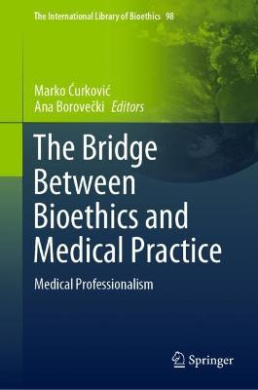 The International Library of Bioethics 98
Marko Ćurković
Ana Borovečki Editors
The Bridge
Between
Bioethics and
Medical Practice
Medical Professionalism
Springer